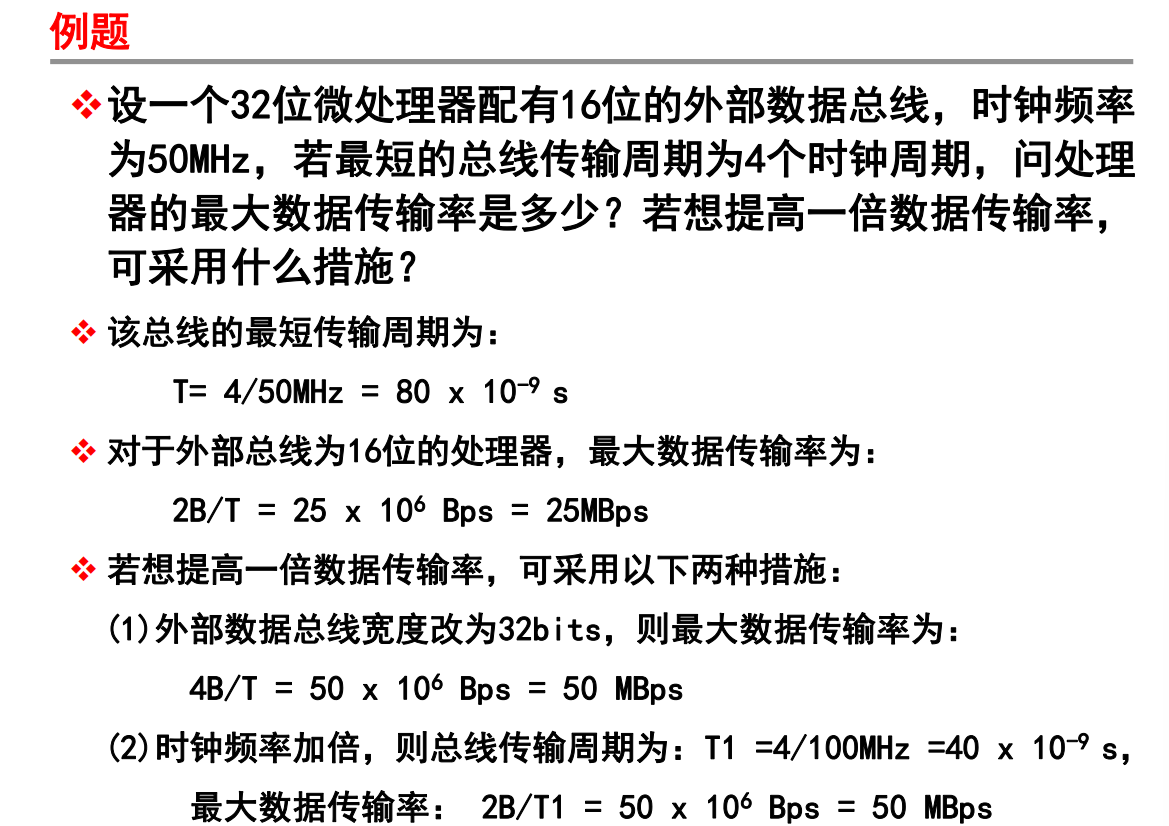 例题
❖设一个32位微处理器配有16位的外部数据总线，时钟频率
为50MHz，若最短的总线传输周期为4个时钟周期，问处理
器的最大数据传输率是多少？若想提高一倍数据传输率，
可采用什么措施？
❖ 该总线的最短传输周期为：
T= 4/50MHz = 80 x 10⁻⁹ s
❖ 对于外部总线为16位的处理器，最大数据传输率为：
2B/T = 25 x 10⁶ Bps = 25MBps
❖ 若想提高一倍数据传输率，可采用以下两种措施：
(1)外部数据总线宽度改为32bits，则最大数据传输率为：
4B/T = 50 x 10⁶ Bps = 50 MBps
(2)时钟频率加倍，则总线传输周期为：T1 =4/100MHz =40 x 10⁻⁹ s，
最大数据传输率： 2B/T1 = 50 x 10⁶ Bps = 50 MBps